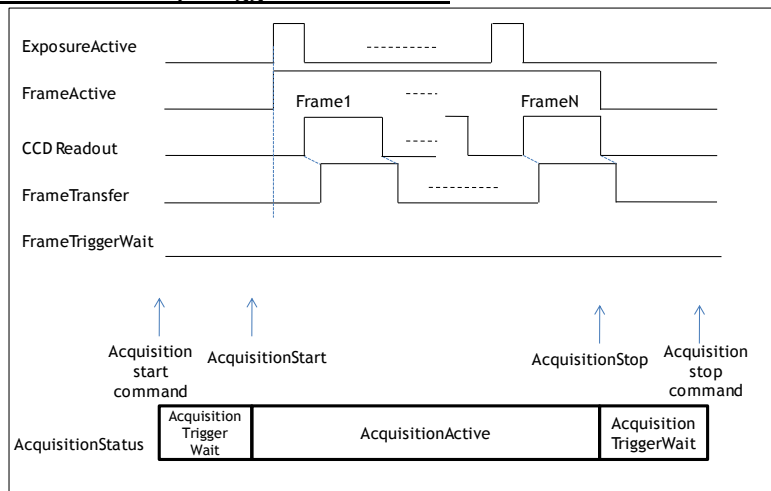 ExposureActive
FrameActive
Frame1
FrameN
CCD Readout
FrameTransfer
FrameTriggerWait
Acquisition
start
command
AcquisitionStart
AcquisitionStop
Acquisition
stop
command
AcquisitionStatus
Acquisition
Trigger
Wait
AcquisitionActive
Acquisition
TriggerWait